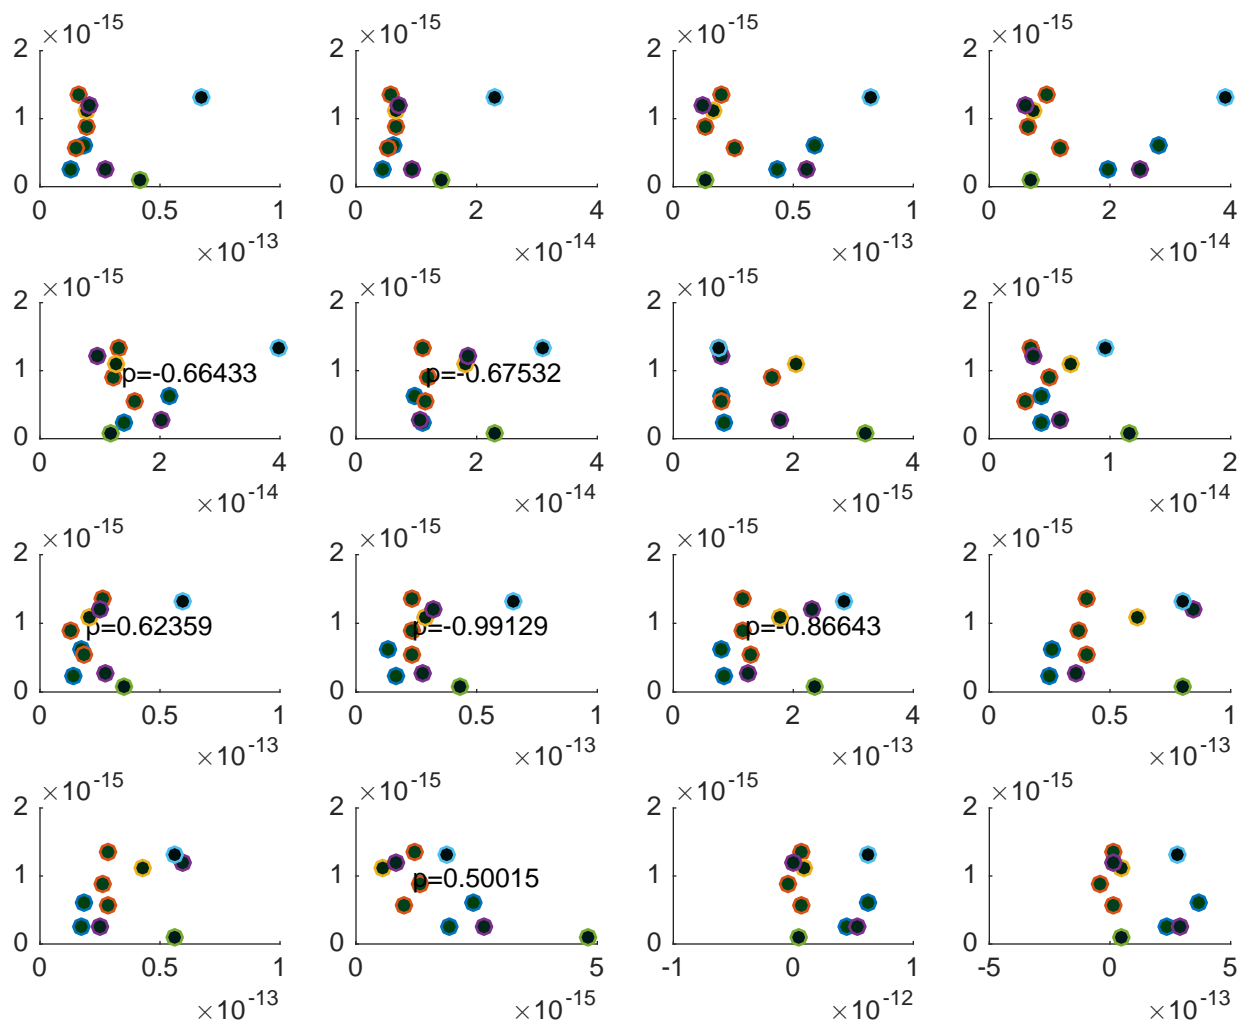 ×10-15 ×10-15 ×10-15 ×10-15
2 2 2 2
1 1 1 1
0 0 0 0
0 0.5 1 0 2 4 0 0.5 1 0 2 4
×10-13 ×10-14 ×10-13 ×10-14
×10-15 ×10-15 ×10-15 ×10-15
2 2 2 2
1 p=-0.66433 1 p=-0.67532 1 1
0 0 0 0
0 2 4 0 2 4 0 2 4 0 1 2
×10-14 ×10-14 ×10-15 ×10-14
×10-15 ×10-15 ×10-15 ×10-15
2 2 2 2
1 p=0.62359 1 p=-0.99129 1 p=-0.86643 1
0 0 0 0
0 0.5 1 0 0.5 1 0 2 4 0 0.5 1
×10-13 ×10-13 ×10-13 ×10-13
×10-15 ×10-15 ×10-15 ×10-15
2 2 2 2
1 1 p=0.50015 1 1
0 0 0 0
0 0.5 1 0 5 -1 0 1 -5 0 5
×10-13 ×10-15 ×10-12 ×10-13